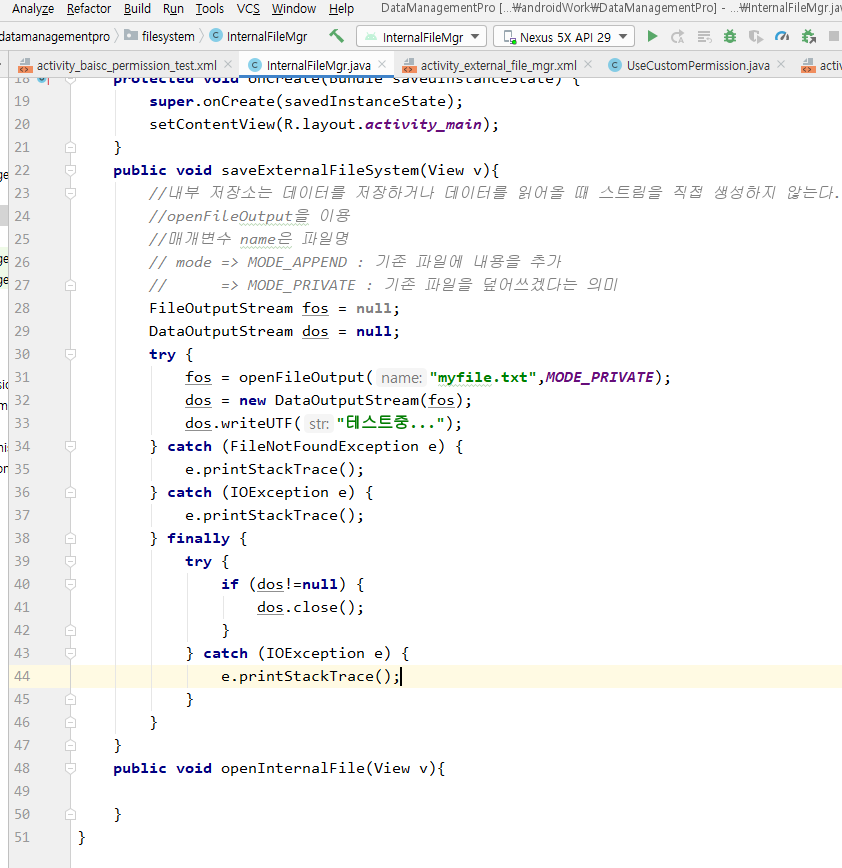 Analyze Refactor Build Run Tools VCS Window Help DataManagementPro [...₩androidWork₩DataManagementPro] - ...₩InternalFileMgr.java
datamanagementpro filesystem InternalFileMgr InternalFileMgr Nexus 5X API 29
activity_baisc_permission_test.xml InternalFileMgr.java activity_external_file_mgr.xml UseCustomPermission.java
18 protected void onCreate(Bundle savedInstanceState) {
19 super.onCreate(savedInstanceState);
20 setContentView(R.layout.activity_main);
21 }
22 public void saveExternalFileSystem(View v){
23 //내부 저장소는 데이터를 저장하거나 데이터를 읽어올 때 스트림을 직접 생성하지 않는다.
24 //openFileOutput을 이용
25 //매개변수 name은 파일명
26 // mode => MODE_APPEND : 기존 파일에 내용을 추가
27 // => MODE_PRIVATE : 기존 파일을 덮어쓰겠다는 의미
28 FileOutputStream fos = null;
29 DataOutputStream dos = null;
30 try {
31 fos = openFileOutput( name: "myfile.txt",MODE_PRIVATE);
32 dos = new DataOutputStream(fos);
33 dos.writeUTF( str: "테스트중...");
34 } catch (FileNotFoundException e) {
35 e.printStackTrace();
36 } catch (IOException e) {
37 e.printStackTrace();
38 } finally {
39 try {
40 if (dos!=null) {
41 dos.close();
42 }
43 } catch (IOException e) {
44 e.printStackTrace();
45 }
46 }
47 }
48 public void openInternalFile(View v){
49
50 }
51 }